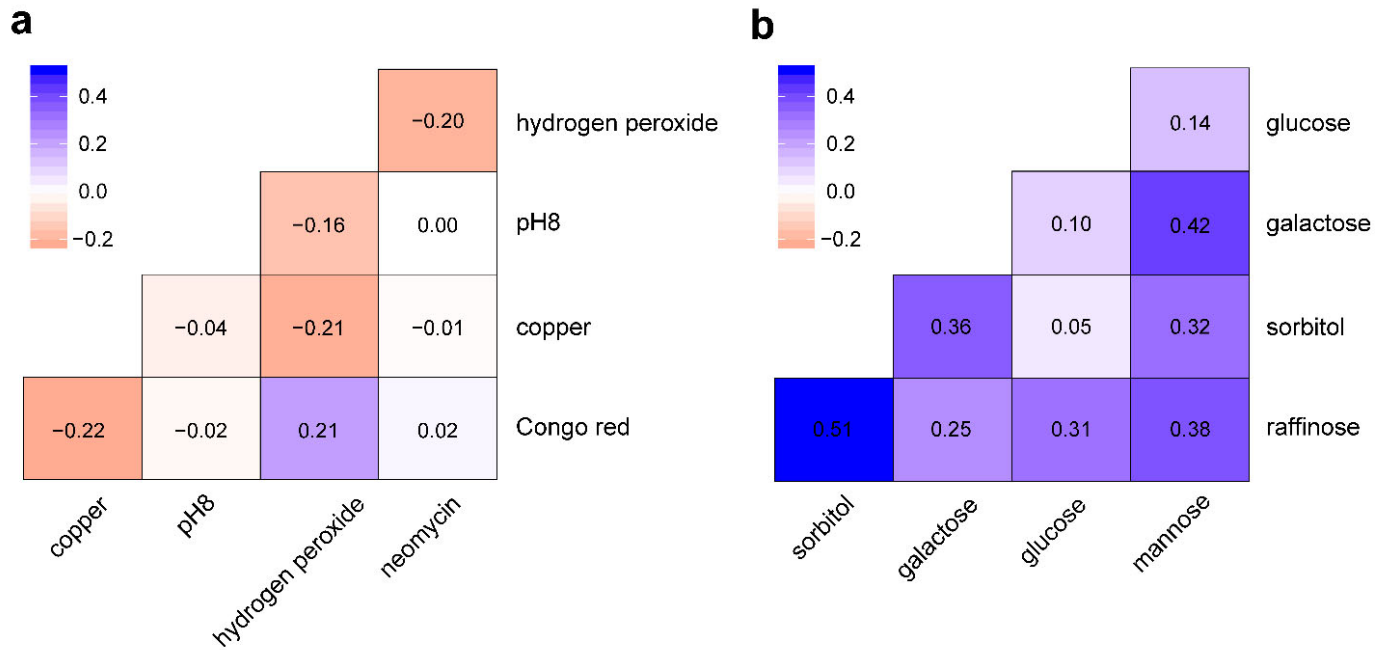 a
0.4
0.2
0.0
−0.2
−0.20 hydrogen peroxide
−0.16 0.00 pH8
−0.04 −0.21 −0.01 copper
−0.22 −0.02 0.21 0.02 Congo red
copper pH8 hydrogen peroxide neomycin
b
0.4
0.2
0.0
−0.2
0.14 glucose
0.10 0.42 galactose
0.36 0.05 0.32 sorbitol
0.51 0.25 0.31 0.38 raffinose
sorbitol galactose glucose mannose